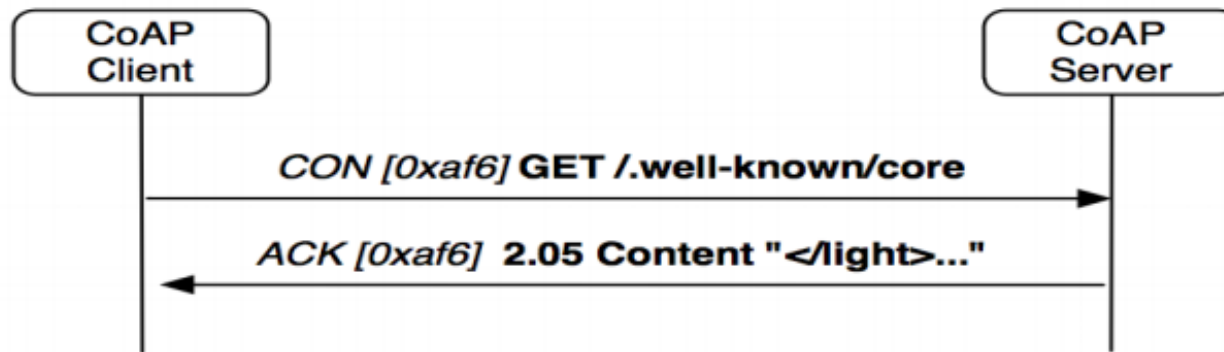 CoAP
Client
CoAP
Server
CON [0xaf6] GET /.well-known/core
ACK [0xaf6] 2.05 Content "</light>..."